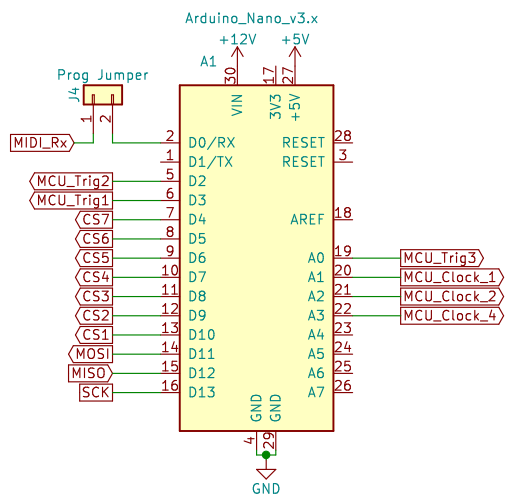 Arduino_Nano_v3.x
+12V +5V
A1
Prog Jumper
J4
1 2
30 17 27
VIN 3V3 +5V
MIDI_Rx 2 D0/RX RESET 28
1 D1/TX RESET 3
MCU_Trig2 5 D2
MCU_Trig1 6 D3
CS7 7 D4 AREF 18
CS6 8 D5
CS5 9 D6 A0 19 MCU_Trig3
CS4 10 D7 A1 20 MCU_Clock_1
CS3 11 D8 A2 21 MCU_Clock_2
CS2 12 D9 A3 22 MCU_Clock_4
CS1 13 D10 A4 23
MOSI 14 D11 A5 24
MISO 15 D12 A6 25
SCK 16 D13 A7 26
GND GND
4 29
GND